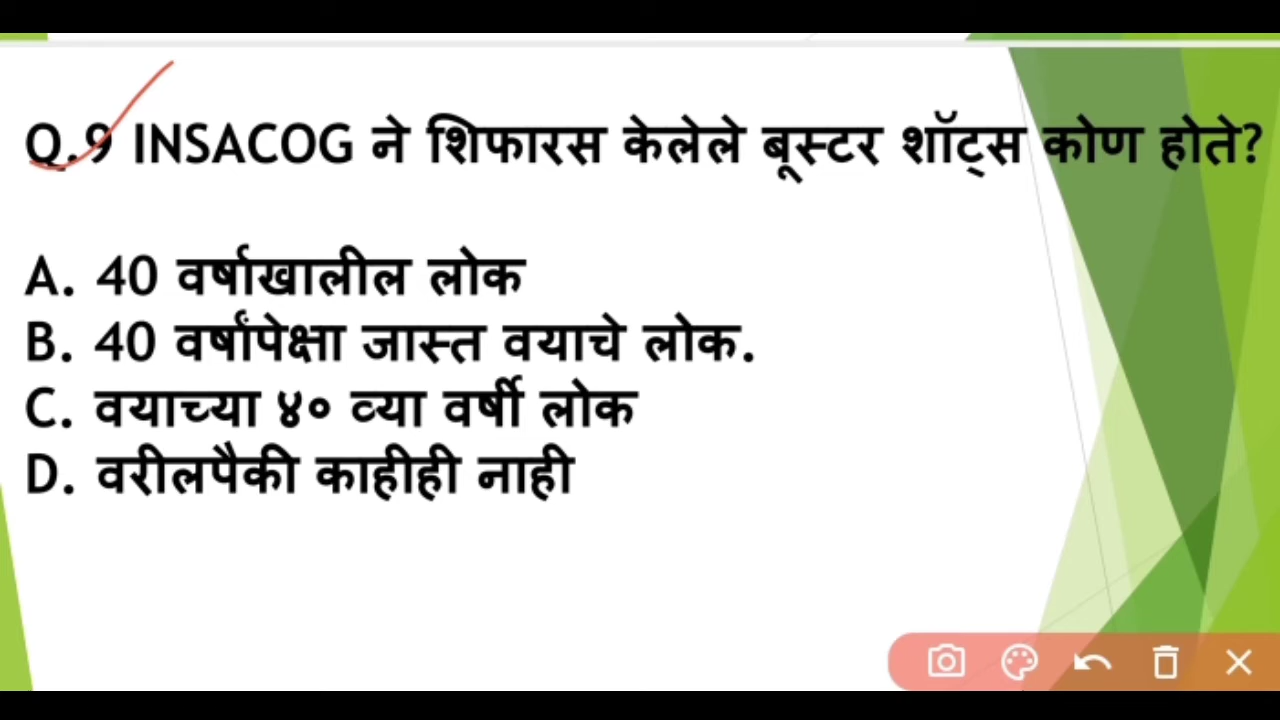 Q.9 INSACOG ने शिफारस केलेले बूस्टर शॉट्स कोण होते?
A. 40 वर्षाखालील लोक
B. 40 वर्षांपेक्षा जास्त वयाचे लोक.
C. वयाच्या ४० व्या वर्षी लोक
D. वरीलपैकी काहीही नाही